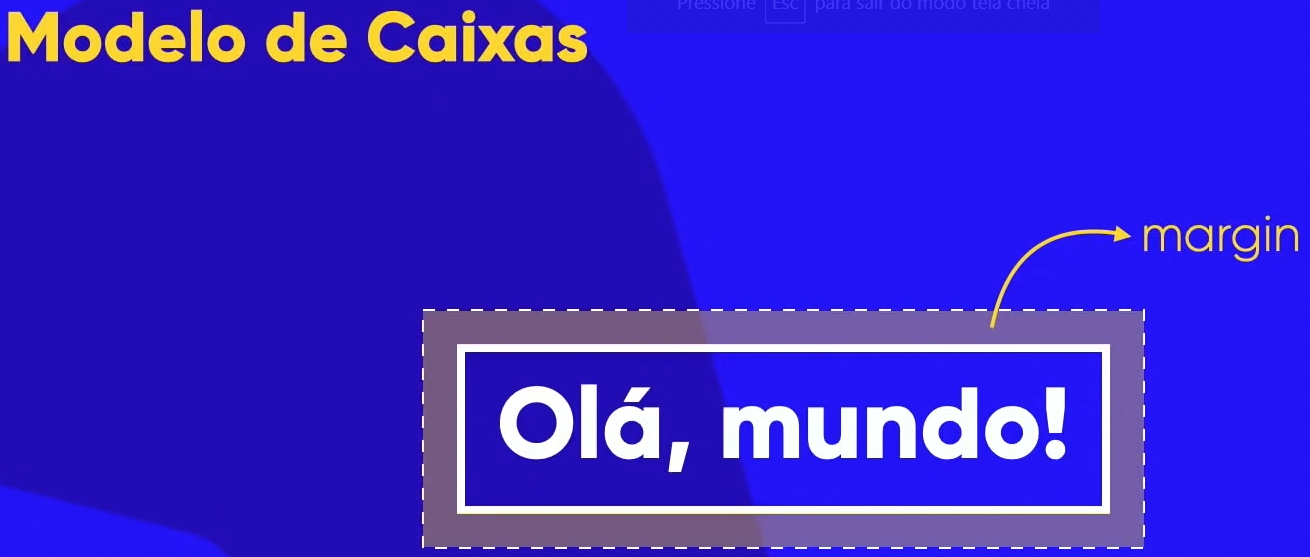 Pressione Esc para sair do modo tela cheia
Modelo de Caixas
margin
Olá, mundo!